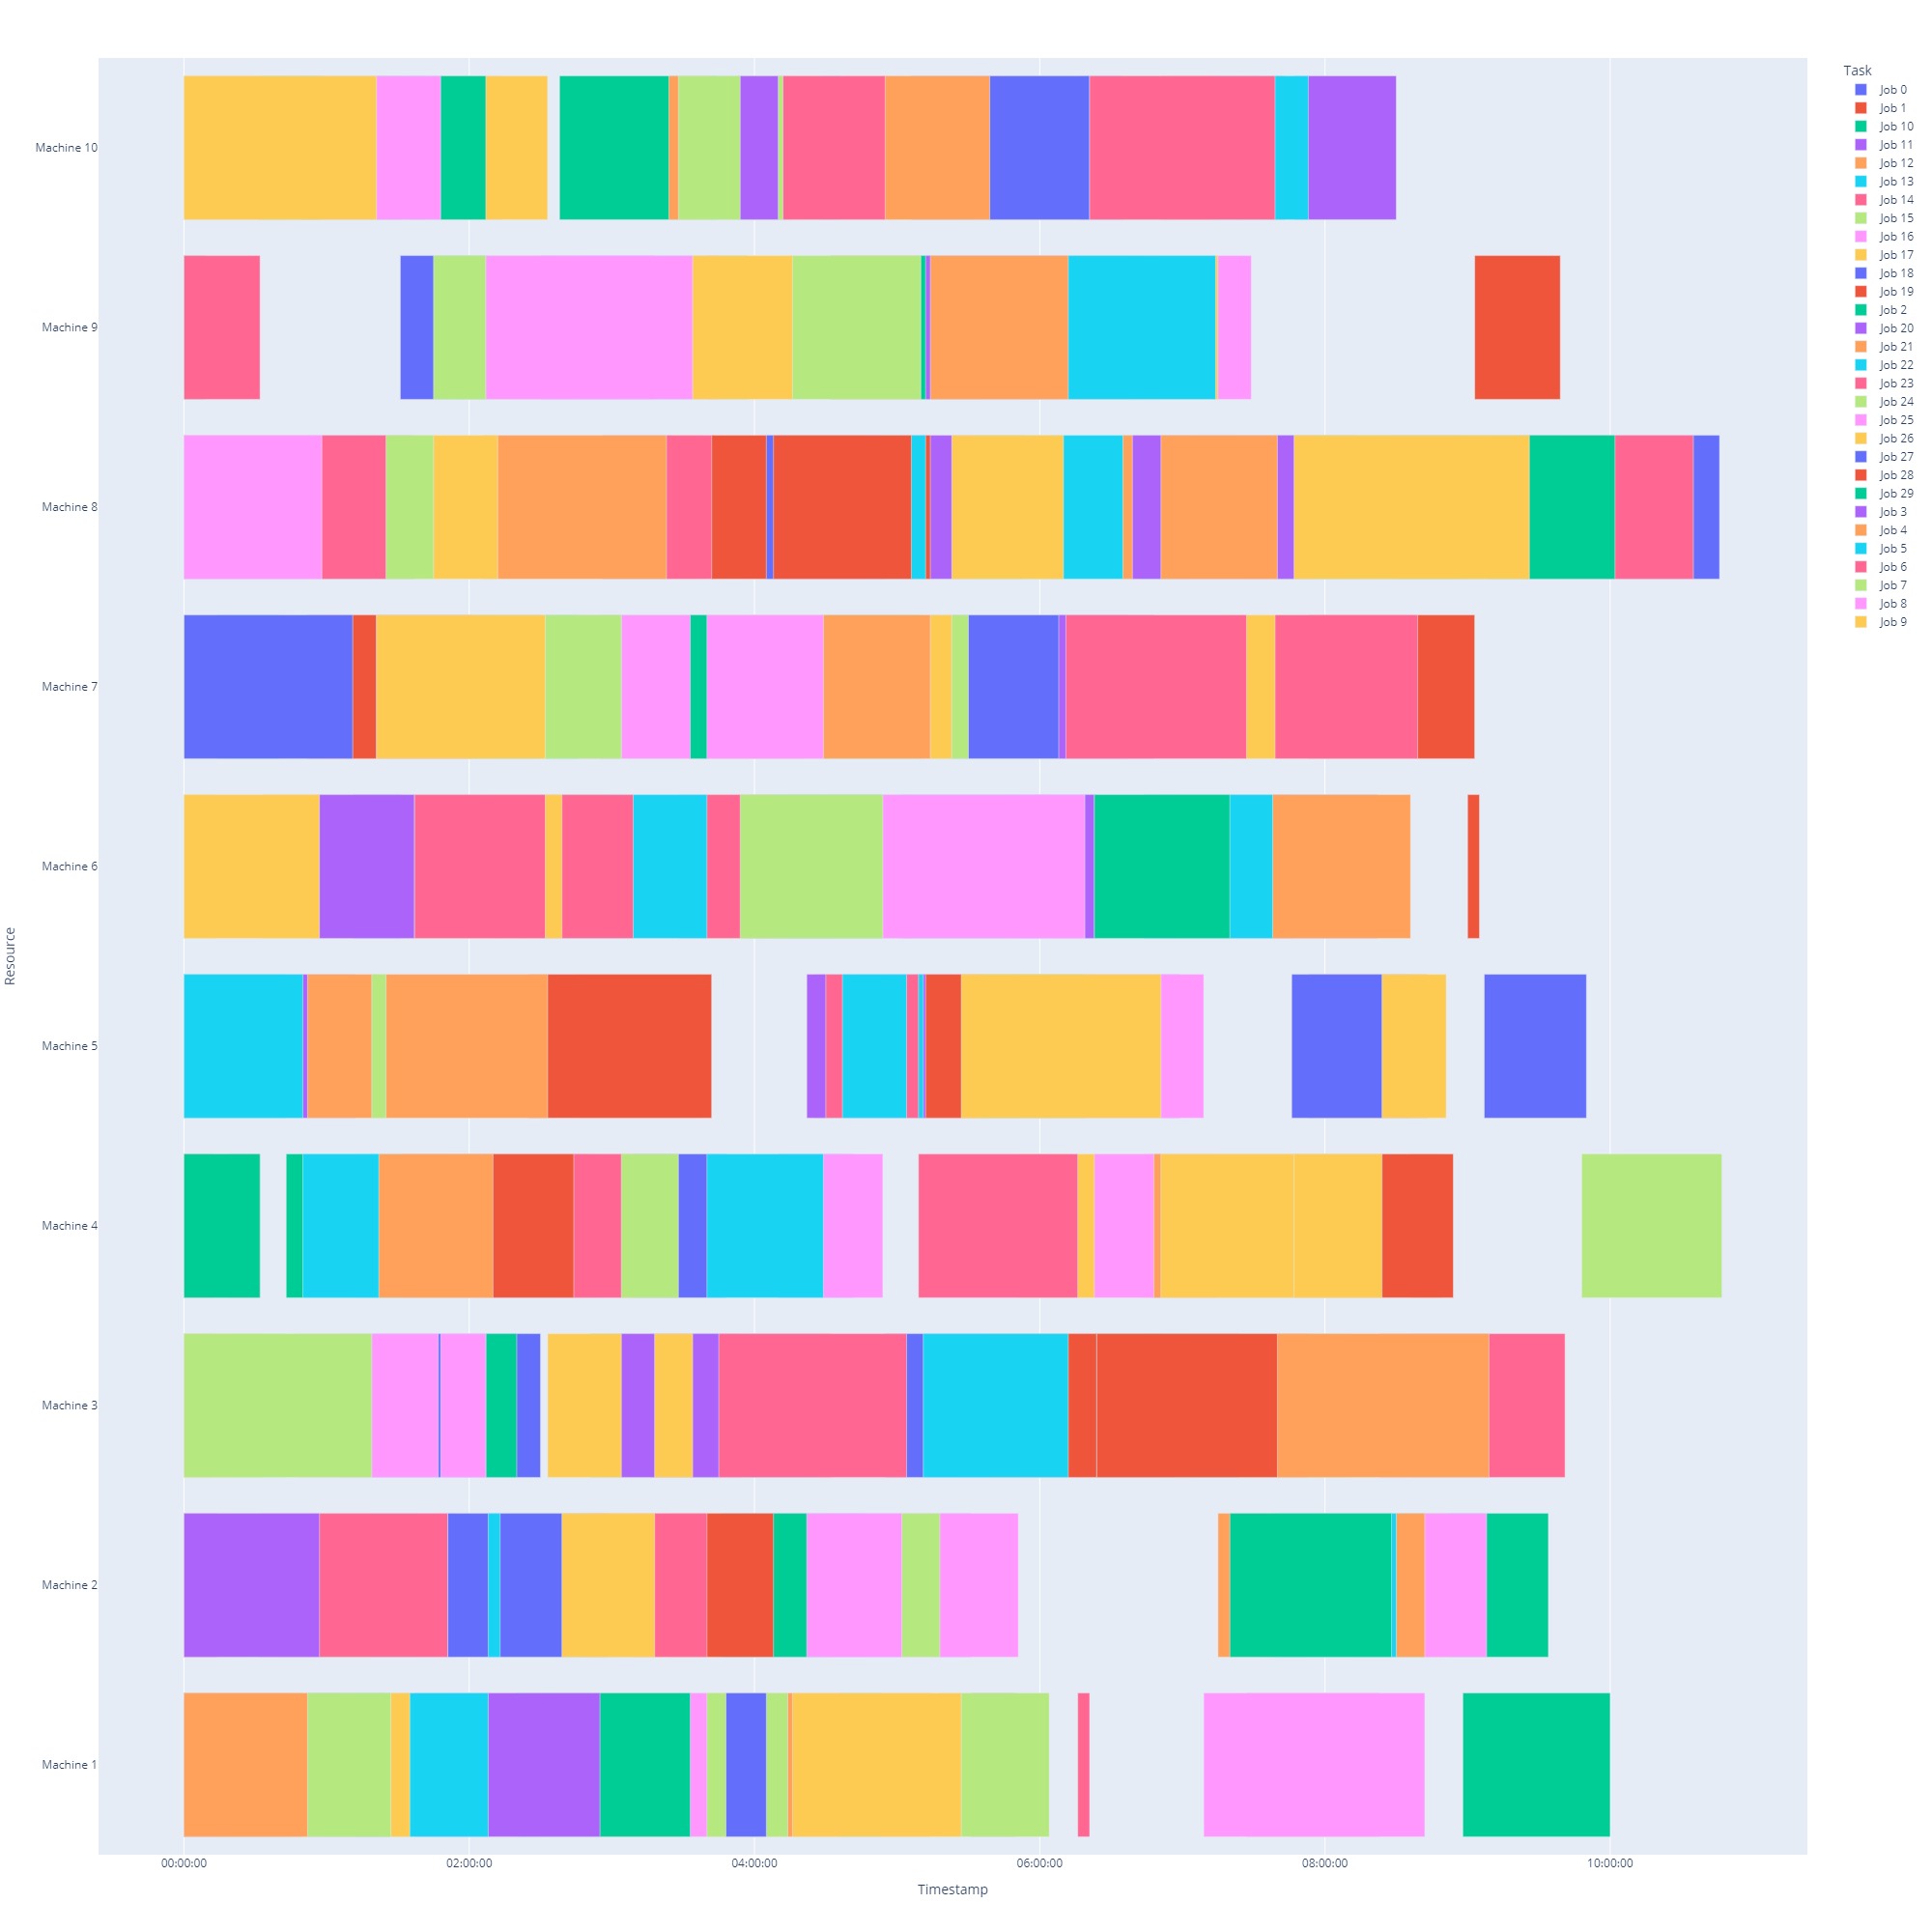 Task
Job 0
Job 1
Job 10
Job 11
Job 12
Job 13
Job 14
Job 15
Job 16
Job 17
Job 18
Job 19
Job 2
Job 20
Job 21
Job 22
Job 23
Job 24
Job 25
Job 26
Job 27
Job 28
Job 29
Job 3
Job 4
Job 5
Job 6
Job 7
Job 8
Job 9
Machine 10
Machine 9
Machine 8
Machine 7
Machine 6
Machine 5
Machine 4
Machine 3
Machine 2
Machine 1
Resource
00:00:00 02:00:00 04:00:00 06:00:00 08:00:00 10:00:00
Timestamp